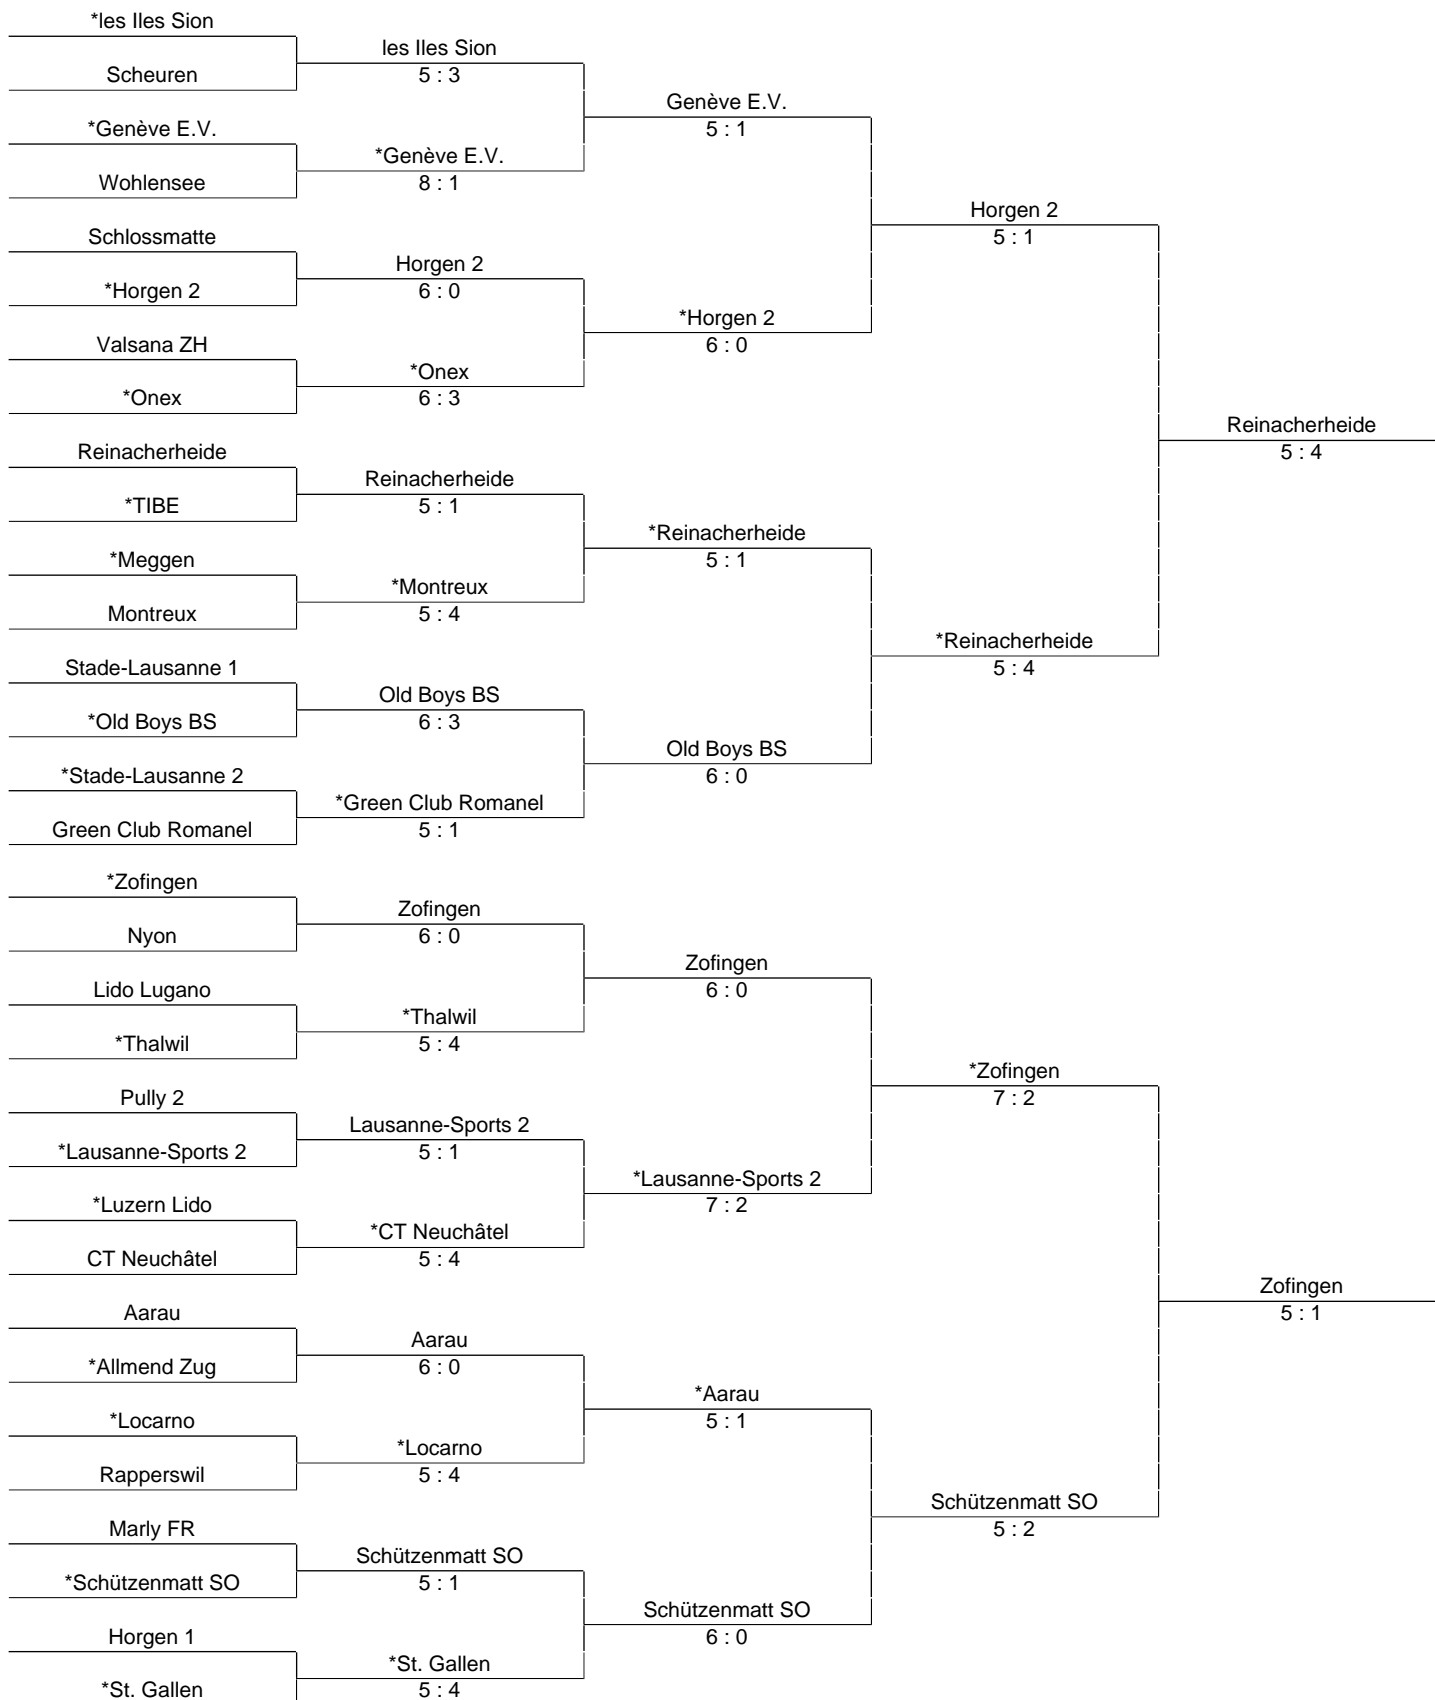 *les Iles Sion
les Iles Sion
Scheuren
5 : 3
Genève E.V.
*Genève E.V.
5 : 1
*Genève E.V.
Wohlensee
8 : 1
Horgen 2
Schlossmatte
5 : 1
Horgen 2
*Horgen 2
6 : 0
*Horgen 2
Valsana ZH
6 : 0
*Onex
*Onex
6 : 3
Reinacherheide
Reinacherheide
5 : 4
Reinacherheide
*TIBE
5 : 1
*Reinacherheide
*Meggen
5 : 1
*Montreux
Montreux
5 : 4
*Reinacherheide
Stade-Lausanne 1
5 : 4
Old Boys BS
*Old Boys BS
6 : 3
Old Boys BS
*Stade-Lausanne 2
6 : 0
*Green Club Romanel
Green Club Romanel
5 : 1
*Zofingen
Zofingen
Nyon
6 : 0
Zofingen
Lido Lugano
6 : 0
*Thalwil
*Thalwil
5 : 4
*Zofingen
Pully 2
7 : 2
Lausanne-Sports 2
*Lausanne-Sports 2
5 : 1
*Lausanne-Sports 2
*Luzern Lido
7 : 2
*CT Neuchâtel
CT Neuchâtel
5 : 4
Zofingen
Aarau
5 : 1
Aarau
*Allmend Zug
6 : 0
*Aarau
*Locarno
5 : 1
*Locarno
Rapperswil
5 : 4
Schützenmatt SO
Marly FR
5 : 2
Schützenmatt SO
*Schützenmatt SO
5 : 1
Schützenmatt SO
Horgen 1
6 : 0
*St. Gallen
*St. Gallen
5 : 4